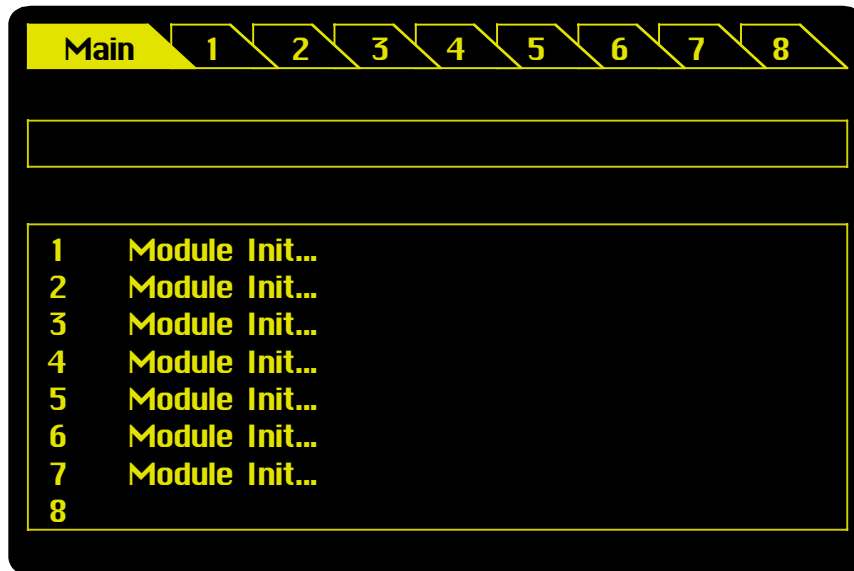 Main 1 2 3 4 5 6 7 8
1 Module Init...
2 Module Init...
3 Module Init...
4 Module Init...
5 Module Init...
6 Module Init...
7 Module Init...
8